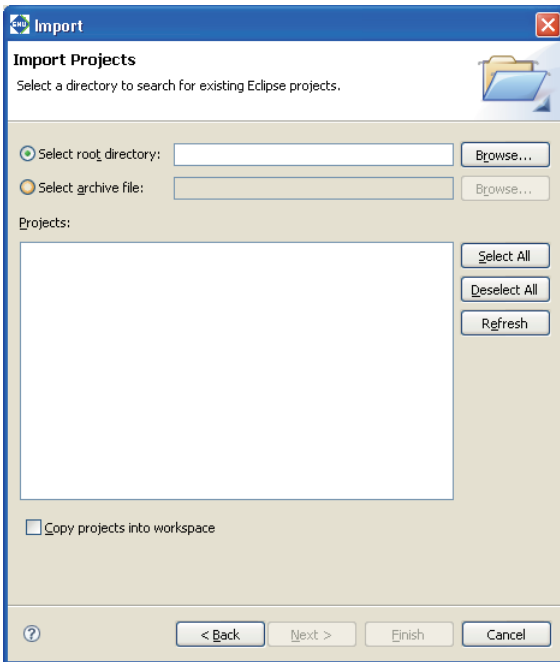 GNU Import
Import Projects
Select a directory to search for existing Eclipse projects.
Select root directory: Browse...
Select archive file: Browse...
Projects:
Select All
Deselect All
Refresh
Copy projects into workspace
? < Back Next > Finish Cancel